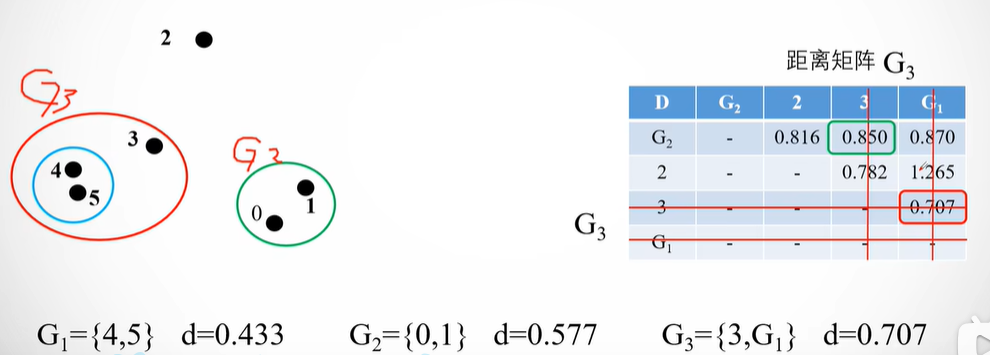 2
G3
3
4
5
G2
0
1
距离矩阵 G₃
D G₂ 2 3 G₁
G₂ - 0.816 0.850 0.870
2 - - 0.782 1.265
3 - - - 0.707
G₁ - - - -
G₃
G₁={4,5} d=0.433 G₂={0,1} d=0.577 G₃={3,G₁} d=0.707